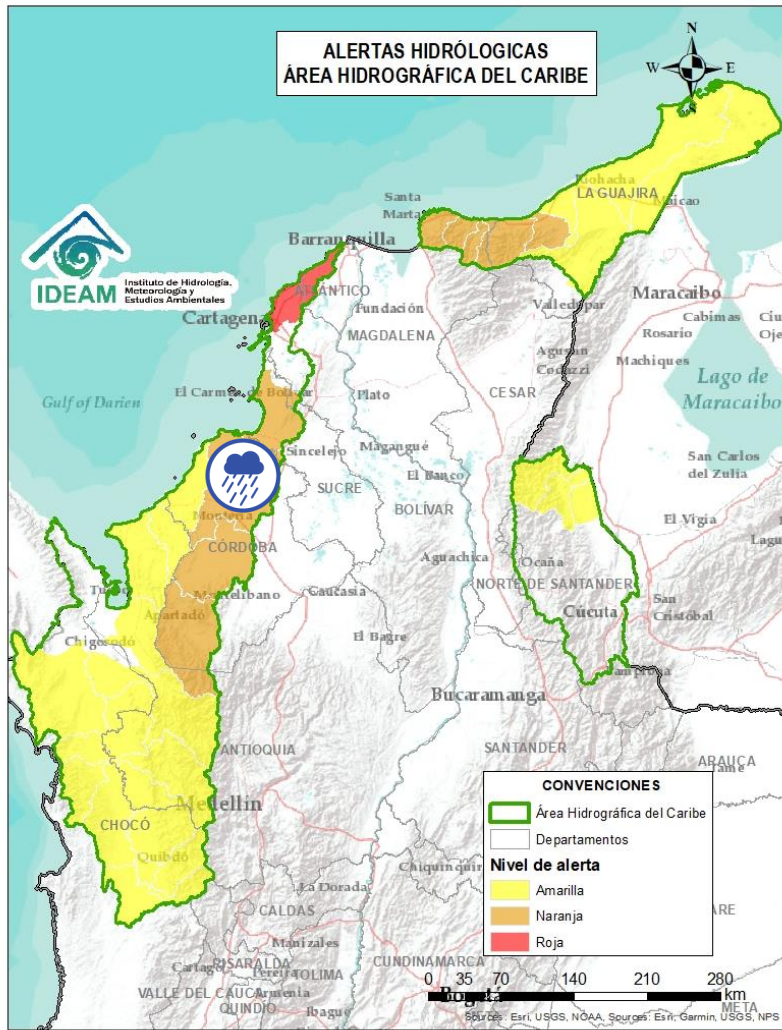 ALERTAS HIDRÓLOGICAS
ÁREA HIDROGRÁFICA DEL CARIBE
N
W
E
S
Riohacha
LA GUAJIRA
Maicao
Santa
Marta
Barranquilla
IDEAM
Instituto de Hidrología,
Meteorología y
Estudios Ambientales
ATLÁNTICO
Cartagena
Fundación
Valledupar
Maracaibo
Cabimas
MAGDALENA
Rosario
Agustín
Codazzi
Machiques
El Carmen de Bolívar
Plato
CESAR
Gulf of Darien
Lago de
Maracaibo
Sincelejo
Magangué
San Carlos
del Zulia
El Banco
SUCRE
BOLÍVAR
Montería
El Vigia
CÓRDOBA
Aguachica
Ocaña
NORTE DE SANTANDER
Caucasia
Montelibano
San
Cristóbal
Apartadó
Cúcuta
Chigorodó
El Bagre
Pamplona
Bucaramanga
ANTIOQUIA
SANTANDER
ARAUCA
Medellín
CHOCÓ
Quibdó
CONVENCIONES
Área Hidrográfica del Caribe
Departamentos
Nivel de alerta
Amarilla
Naranja
Roja
La Dorada
CALDAS
Manizales
RISARALDA
Pereira
TOLIMA
CUNDINAMARCA
VALLE DEL CAUCA
Armenia
QUINDÍO
Ibagué
Bogotá
META
0 35 70 140 210 280
km
Sources: Esri, USGS, NOAA, Sources: Esri, Garmin, USGS, NPS